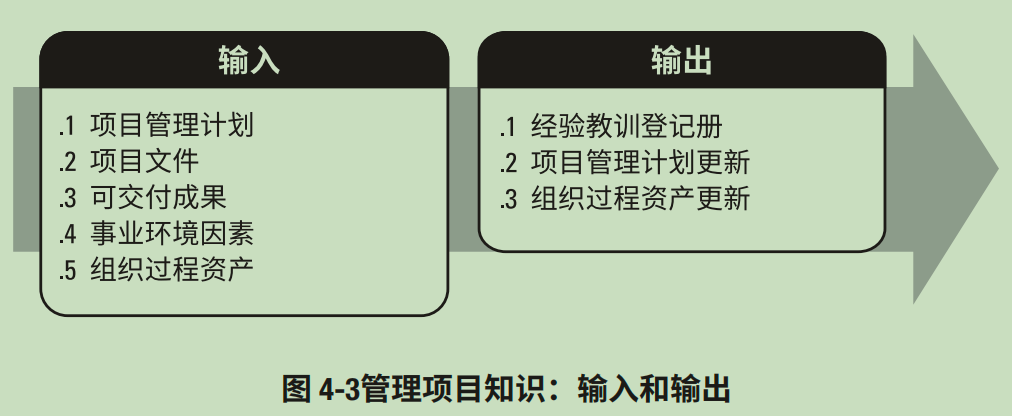 输入
.1 项目管理计划
.2 项目文件
.3 可交付成果
.4 事业环境因素
.5 组织过程资产
输出
.1 经验教训登记册
.2 项目管理计划更新
.3 组织过程资产更新
图 4-3管理项目知识：输入和输出